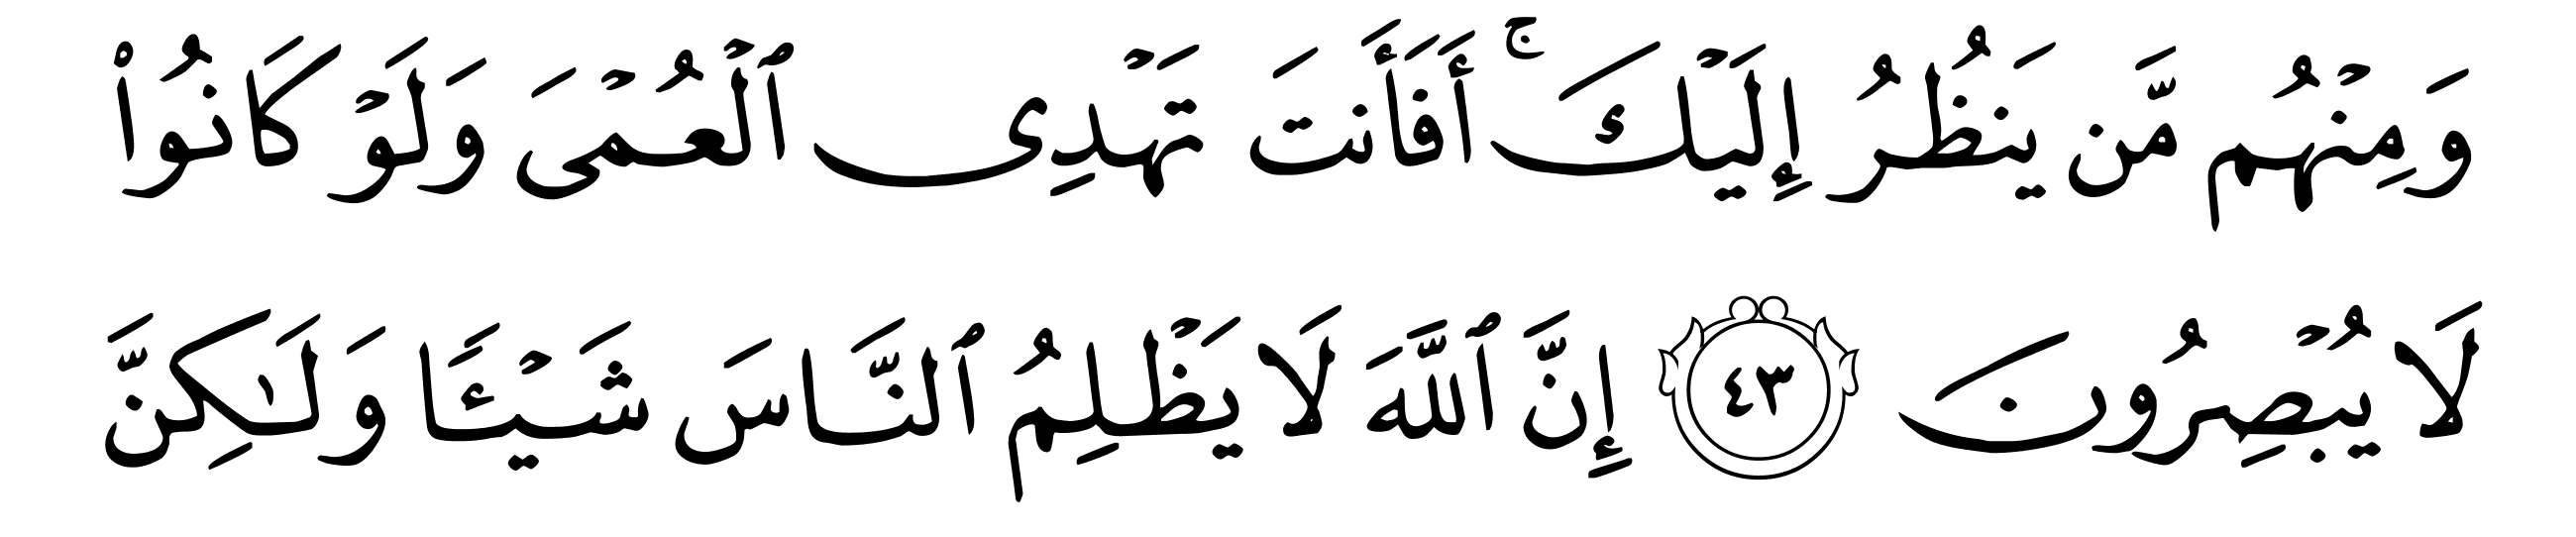 وَمِنْهُم مَّن يَنظُرُ إِلَيْكَ ۚ أَفَأَنتَ تَهْدِى ٱلْعُمْىَ وَلَوْ كَانُوا۟
لَا يُبْصِرُونَ ٤٣ إِنَّ ٱللَّهَ لَا يَظْلِمُ ٱلنَّاسَ شَيْـًٔا وَلَـٰكِنَّ